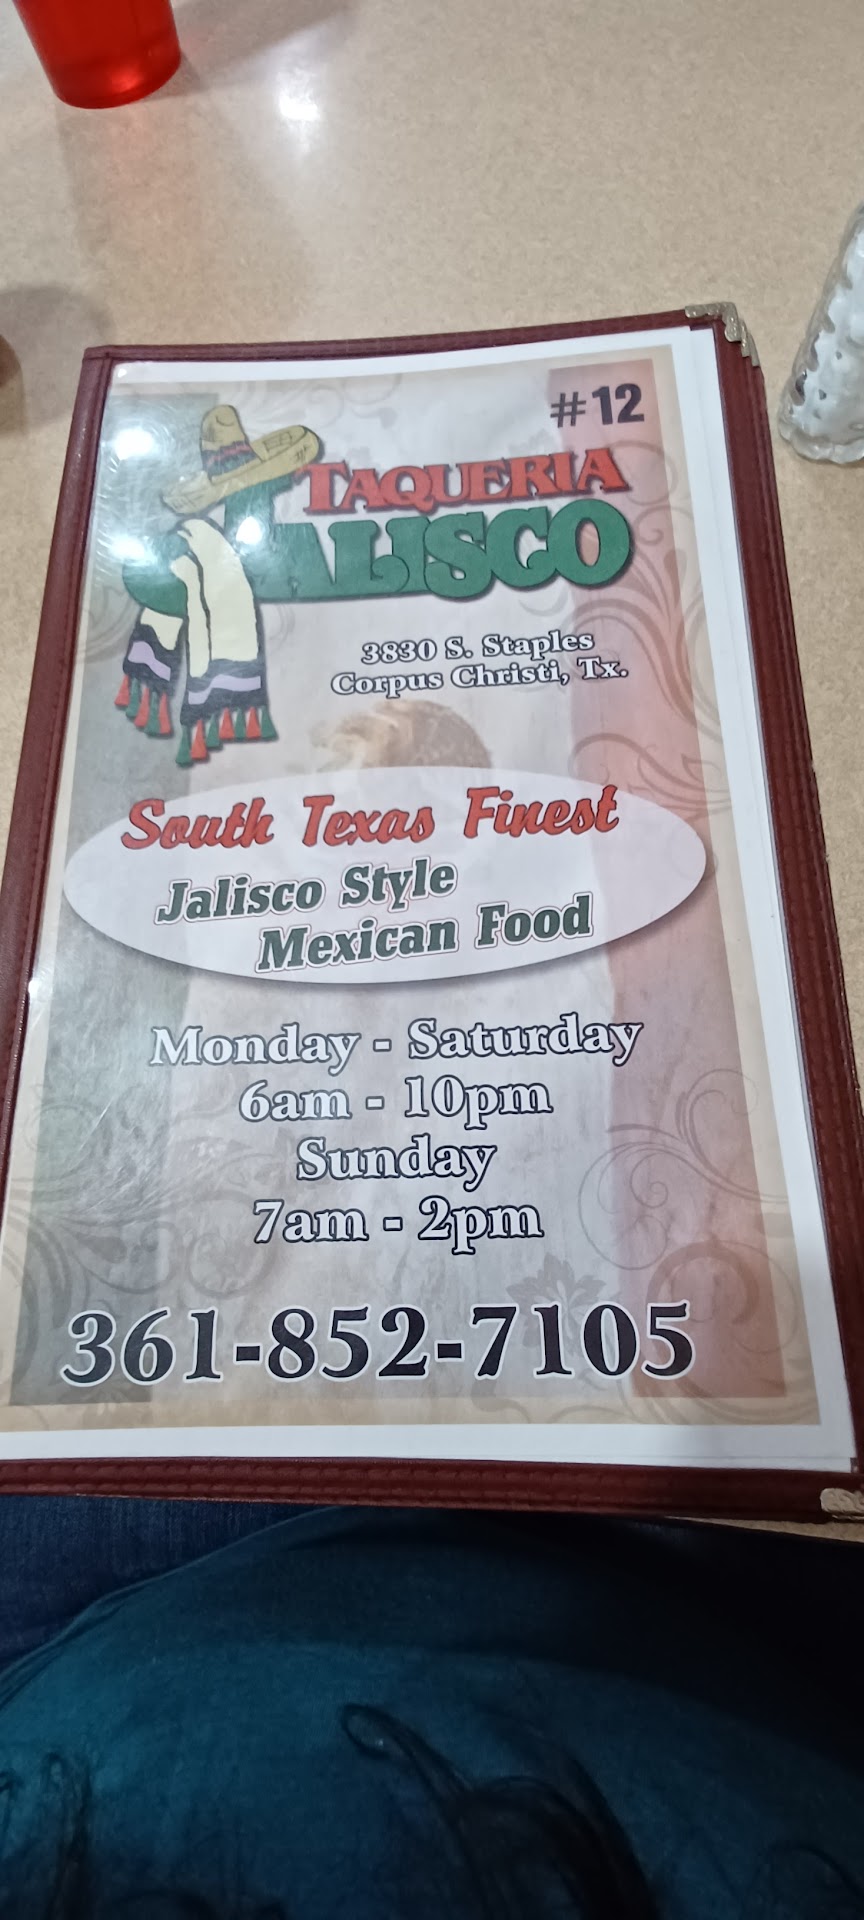 #12
TAQUERIA
JALISCO
3830 S. Staples
Corpus Christi, Tx.
South Texas Finest
Jalisco Style
Mexican Food
Monday - Saturday
6am - 10pm
Sunday
7am - 2pm
361-852-7105